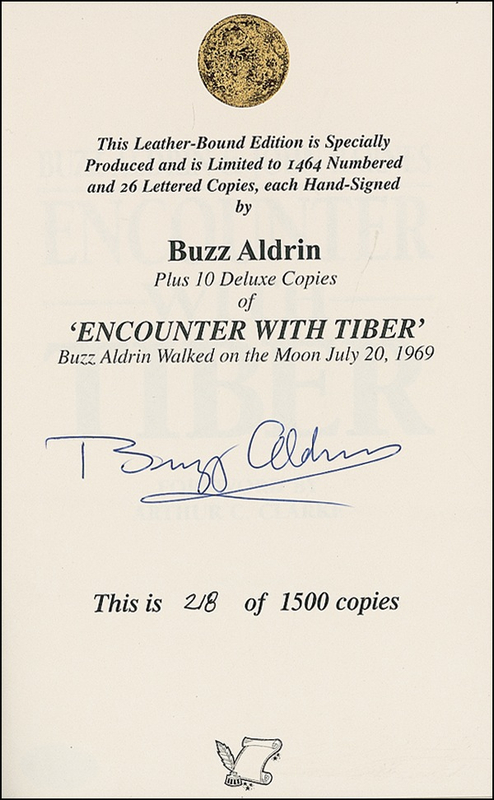 This Leather-Bound Edition is Specially
Produced and is Limited to 1464 Numbered
and 26 Lettered Copies, each Hand-Signed
by
Buzz Aldrin
Plus 10 Deluxe Copies
of
‘ENCOUNTER WITH TIBER’
Buzz Aldrin Walked on the Moon July 20, 1969
Buzz Aldrin
This is 218 of 1500 copies